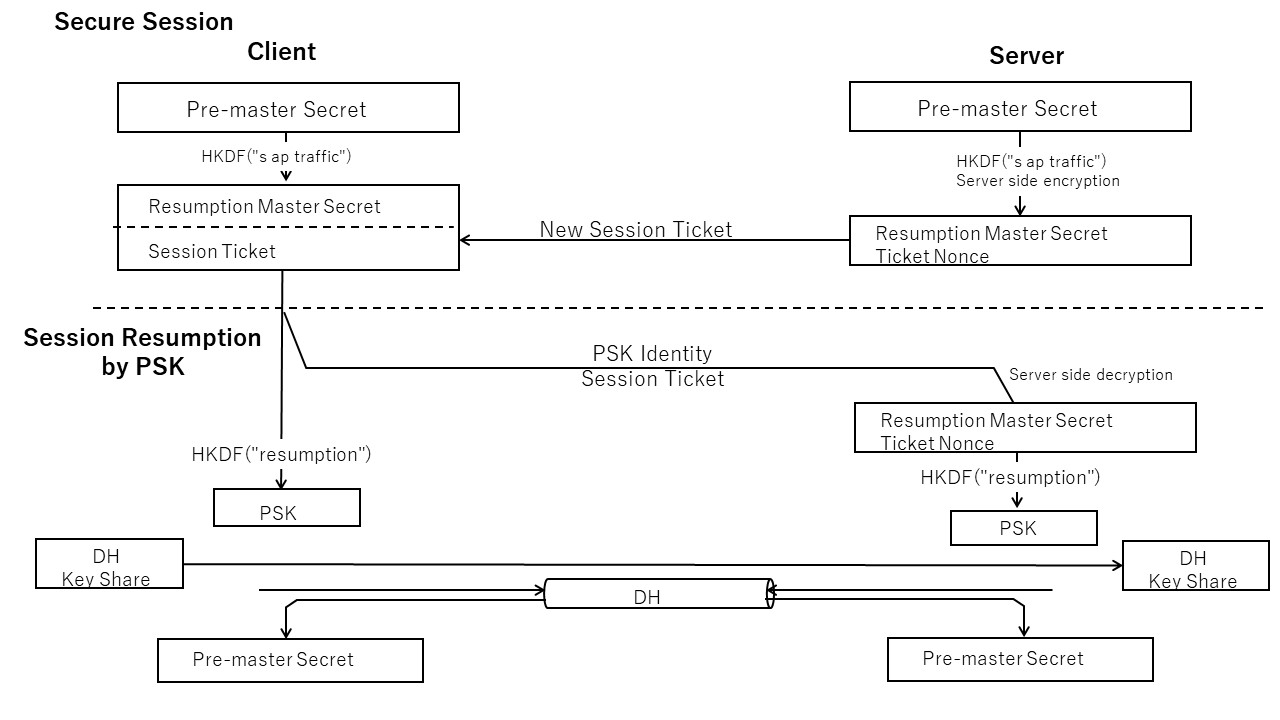 Secure Session
Client
Server
Pre-master Secret
Pre-master Secret
HKDF("s ap traffic")
HKDF("s ap traffic")
Server side encryption
Resumption Master Secret
Session Ticket
New Session Ticket
Resumption Master Secret
Ticket Nonce
Session Resumption
by PSK
PSK Identity
Session Ticket
Server side decryption
Resumption Master Secret
Ticket Nonce
HKDF("resumption")
HKDF("resumption")
PSK
PSK
DH
Key Share
DH
Key Share
DH
Pre-master Secret
Pre-master Secret